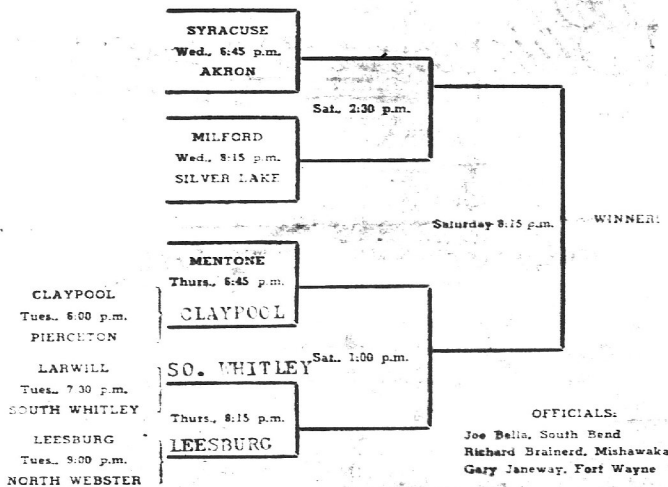 SYRACUSE
Wed., 6:45 p.m.
AKRON
Sat., 2:30 p.m.
MILFORD
Wed., 8:15 p.m.
SILVER LAKE
Saturday 8:15 p.m.
WINNER:
MENTONE
Thurs., 6:45 p.m.
CLAYPOOL
CLAYPOOL
Tues., 6:00 p.m.
PIERCETON
Sat., 1:00 p.m.
LARWILL
Tues., 7:30 p.m.
SOUTH WHITLEY
SO. WHITLEY
Thurs., 8:15 p.m.
LEESBURG
LEESBURG
Tues., 9:00 p.m.
NORTH WEBSTER
OFFICIALS:
Joe Bella, South Bend
Richard Brainerd, Mishawaka
Gary Janeway, Fort Wayne